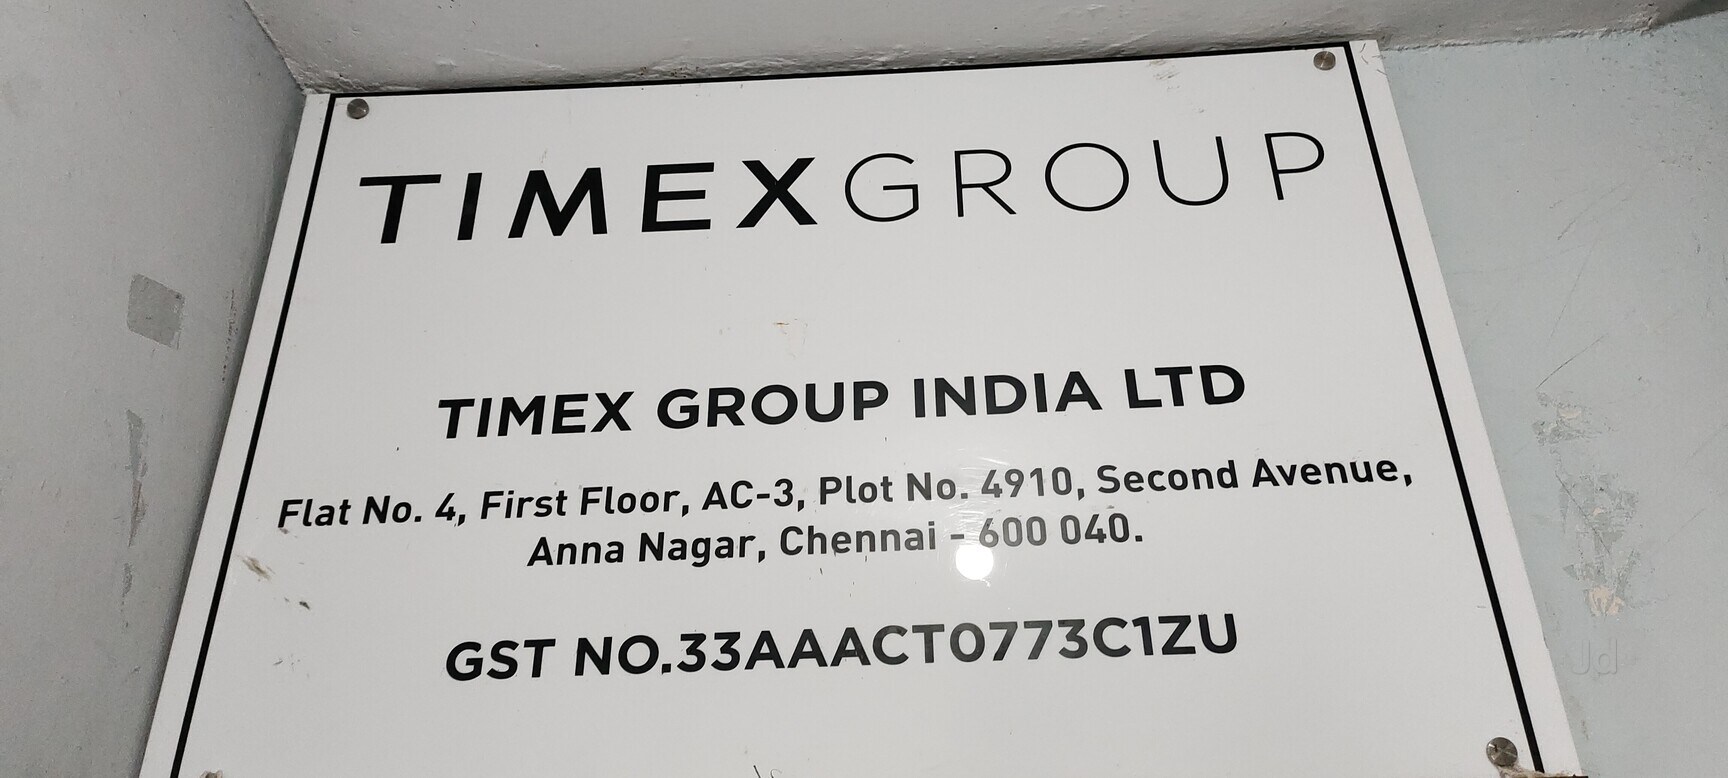 TIMEXGROUP
TIMEX GROUP INDIA LTD
Flat No. 4, First Floor, AC-3, Plot No. 4910, Second Avenue,
Anna Nagar, Chennai - 600 040.
GST NO.33AAACT0773C1ZU
Jd